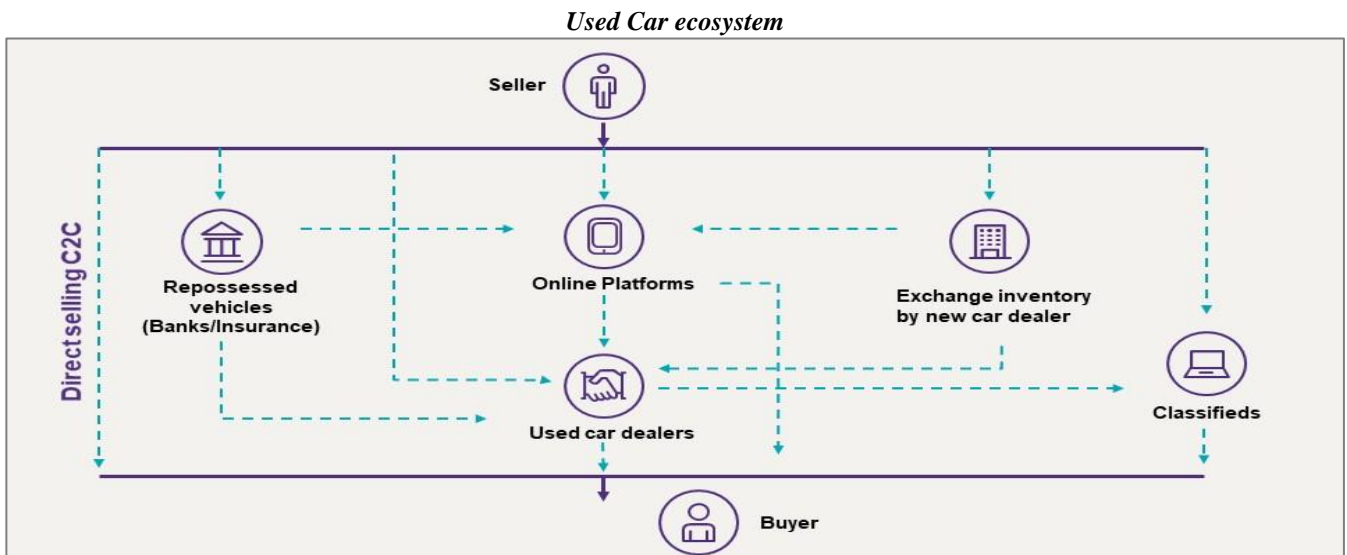 Used Car ecosystem
Seller
Direct selling C2C
Repossessed
vehicles
(Banks/Insurance)
Online Platforms
Exchange inventory
by new car dealer
Used car dealers
Classifieds
Buyer